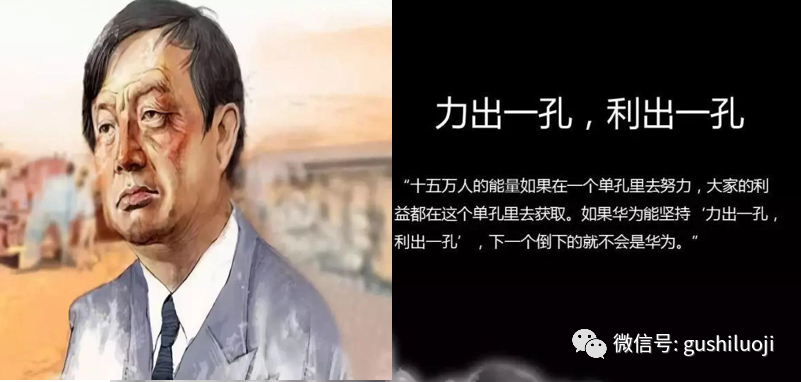 力出一孔，利出一孔
“十五万人的能量如果在一个单孔里去努力，大家的利
益都在这个单孔里去获取。如果华为能坚持‘力出一孔，
利出一孔’，下一个倒下的就不会是华为。“
微信号: gushiluoji